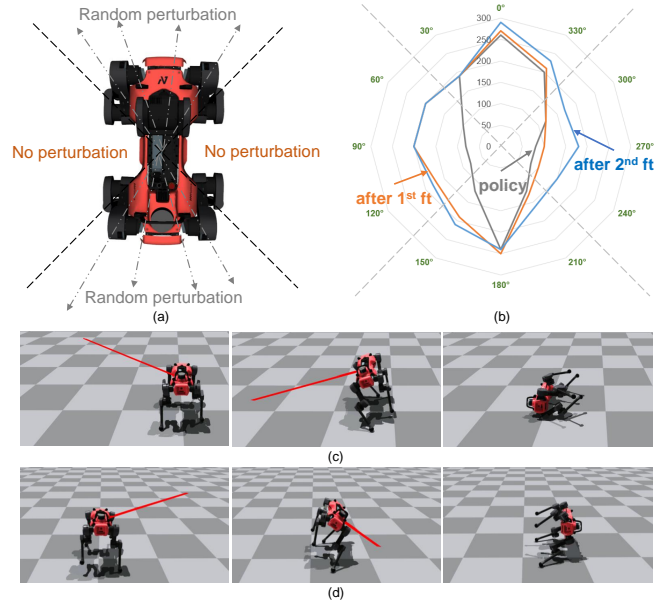 Random perturbation
No perturbation
No perturbation
Random perturbation
(a)
(b)
0°
330°
300°
270°
240°
210°
180°
150°
120°
90°
60°
30°
300
250
200
150
100
50
0
policy
after 1st ft
after 2nd ft
(c)
(d)